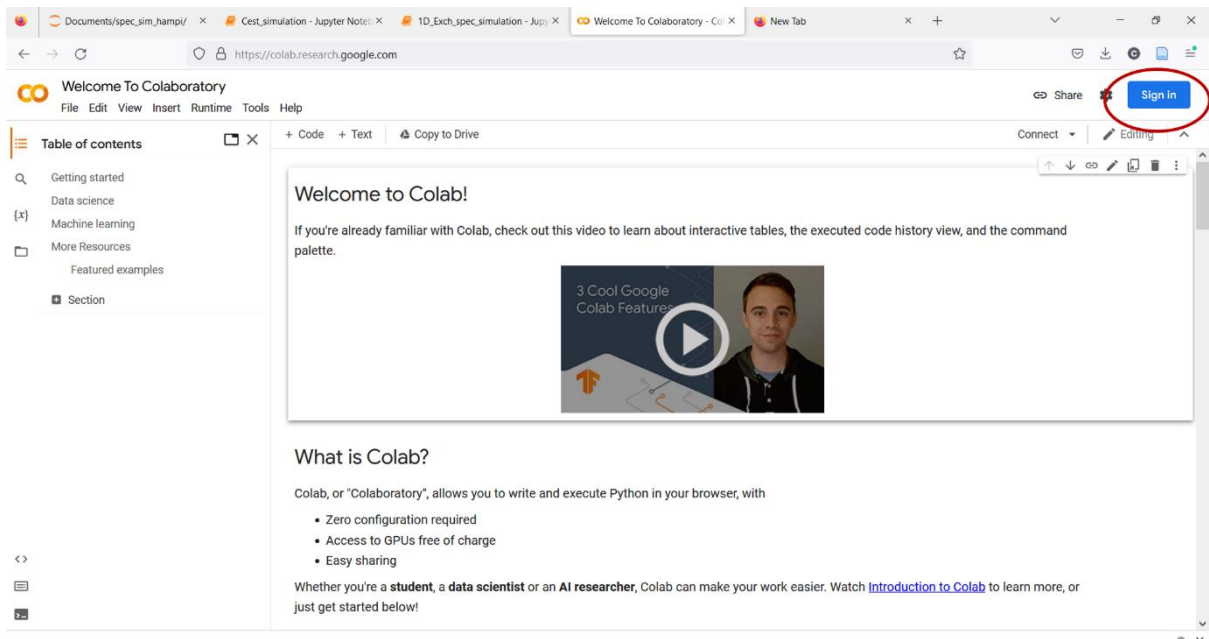 Documents/spec_sim_hampi/
Cest_simulation - Jupyter Noteb
1D_Exch_spec_simulation - Jupy
Welcome To Colaboratory - Col
New Tab
https://colab.research.google.com
CO
Welcome To Colaboratory
File Edit View Insert Runtime Tools Help
Share
Sign in
Table of contents
+ Code + Text Copy to Drive
Connect
Editing
Getting started
Data science
{x}
Machine learning
More Resources
Featured examples
Section
Welcome to Colab!
If you're already familiar with Colab, check out this video to learn about interactive tables, the executed code history view, and the command
palette.
3 Cool Google
Colab Features
What is Colab?
Colab, or "Colaboratory", allows you to write and execute Python in your browser, with
• Zero configuration required
• Access to GPUs free of charge
• Easy sharing
Whether you're a student, a data scientist or an AI researcher, Colab can make your work easier. Watch Introduction to Colab to learn more, or
just get started below!